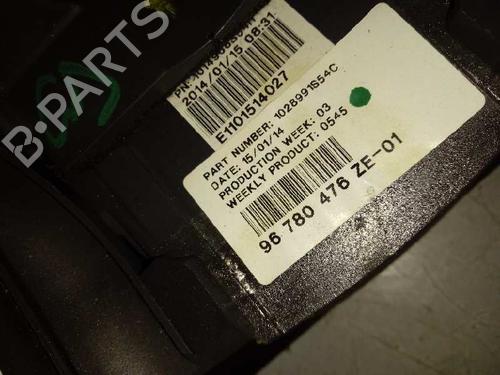 B-PARTS
2014/01/15 08:31
E1101514027
PART NUMBER: 1028991S54C
DATE: 15/01/14
PRODUCTION WEEK: 03
WEEKLY PRODUCT: 0545
96 780 476 ZE-01